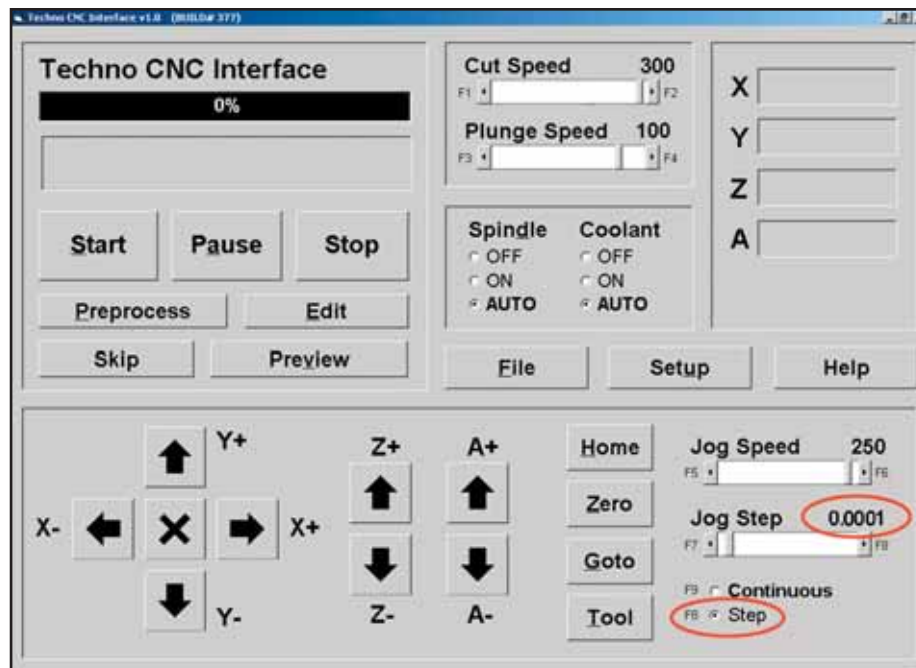 Techno CNC Interface v1.0 (BUILD# 377)
Techno CNC Interface
0%
Start Pause Stop
Preprocess Edit
Skip Preview
Cut Speed 300
F1 F2
Plunge Speed 100
F3 F4
Spindle Coolant
OFF OFF
ON ON
AUTO AUTO
X
Y
Z
A
File Setup Help
Y+
X- X+
Y-
Z+ A+
Z- A-
Home
Zero
Goto
Tool
Jog Speed 250
F5 F6
Jog Step 0.0001
F7 F8
F9 Continuous
F8 Step